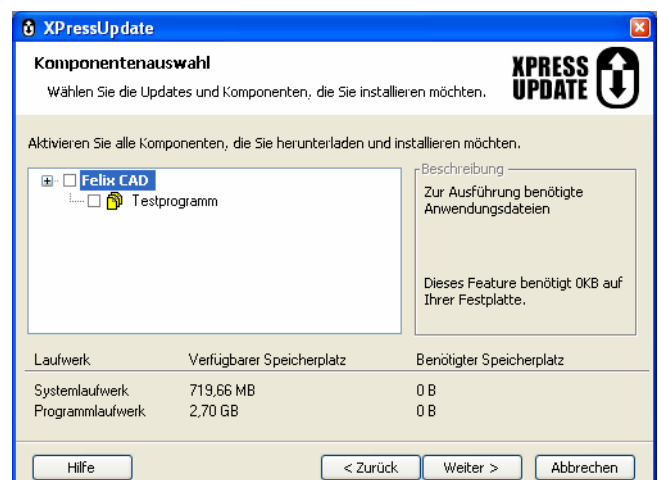 XPressUpdate
Komponentenauswahl
Wählen Sie die Updates und Komponenten, die Sie installieren möchten.
XPRESS
UPDATE
Aktivieren Sie alle Komponenten, die Sie herunterladen und installieren möchten.
Felix CAD
Testprogramm
Beschreibung
Zur Ausführung benötigte
Anwendungsdateien
Dieses Feature benötigt 0KB auf
Ihrer Festplatte.
Laufwerk Verfügbarer Speicherplatz Benötigter Speicherplatz
Systemlaufwerk 719,66 MB 0 B
Programmlaufwerk 2,70 GB 0 B
Hilfe < Zurück Weiter > Abbrechen